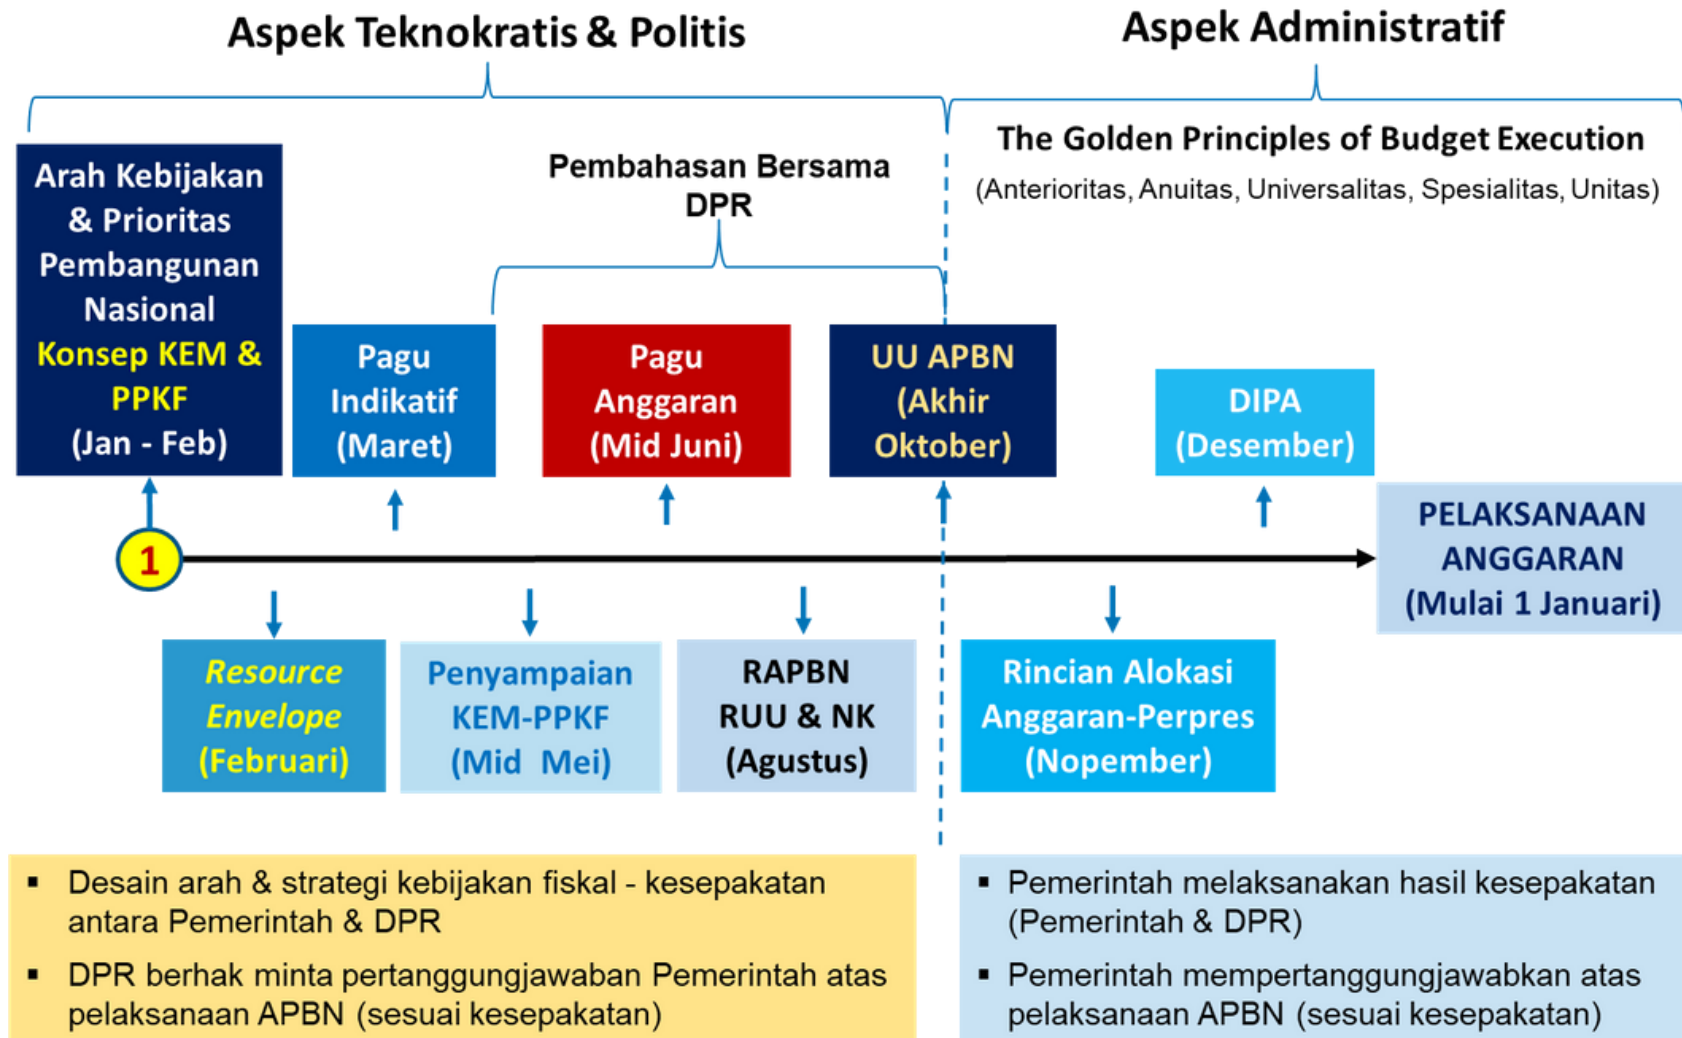 Aspek Teknokratis & Politis
Aspek Administratif
The Golden Principles of Budget Execution
(Anterioritas, Anuitas, Universalitas, Spesialitas, Unitas)
Pembahasan Bersama
DPR
Arah Kebijakan
& Prioritas
Pembangunan
Nasional
Konsep KEM &
PPKF
(Jan - Feb)
Pagu
Indikatif
(Maret)
Pagu
Anggaran
(Mid Juni)
UU APBN
(Akhir
Oktober)
DIPA
(Desember)
1
PELAKSANAAN
ANGGARAN
(Mulai 1 Januari)
Resource
Envelope
(Februari)
Penyampaian
KEM-PPKF
(Mid Mei)
RAPBN
RUU & NK
(Agustus)
Rincian Alokasi
Anggaran-Perpres
(Nopember)
▪ Desain arah & strategi kebijakan fiskal - kesepakatan
antara Pemerintah & DPR
▪ DPR berhak minta pertanggungjawaban Pemerintah atas
pelaksanaan APBN (sesuai kesepakatan)
▪ Pemerintah melaksanakan hasil kesepakatan
(Pemerintah & DPR)
▪ Pemerintah mempertanggungjawabkan atas
pelaksanaan APBN (sesuai kesepakatan)